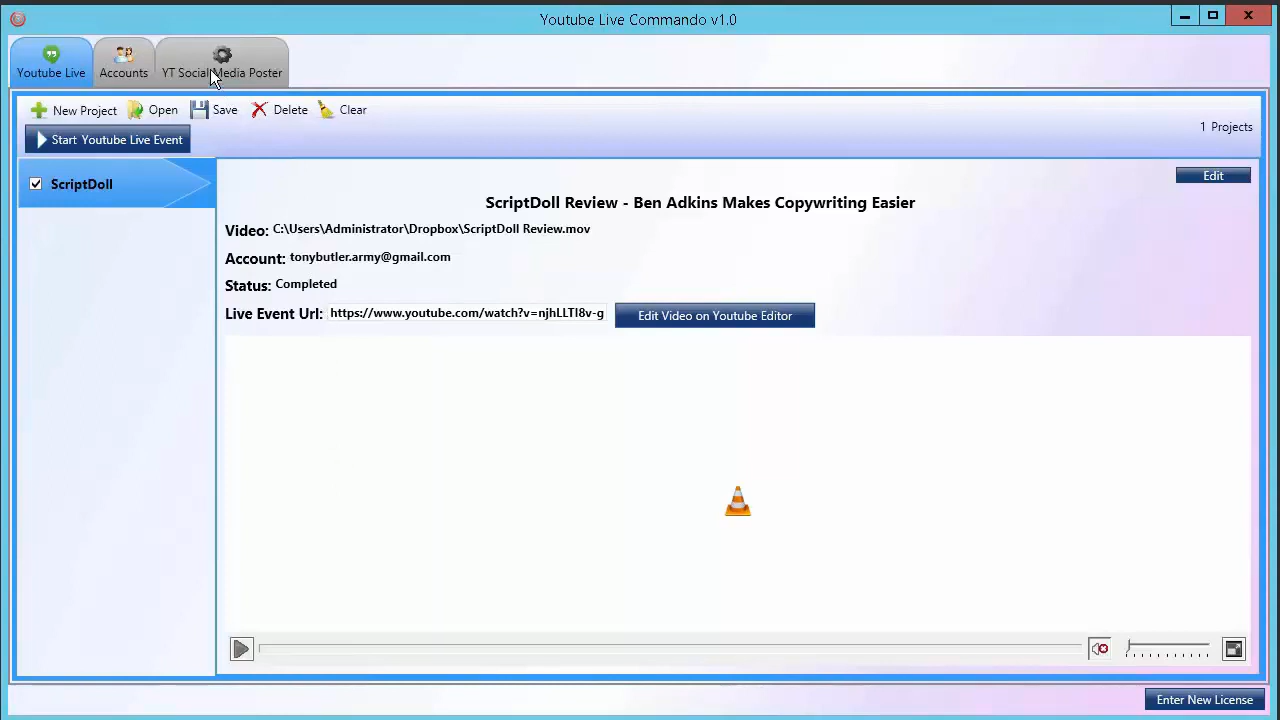 Youtube Live Commando v1.0
Youtube Live
Accounts
YT Social Media Poster
New Project
Open
Save
Delete
Clear
Start Youtube Live Event
1 Projects
ScriptDoll
Edit
ScriptDoll Review - Ben Adkins Makes Copywriting Easier
Video: C:\Users\Administrator\Dropbox\ScriptDoll Review.mov
Account: tonybutler.army@gmail.com
Status: Completed
Live Event Url: https://www.youtube.com/watch?v=njhLLTI8v-g
Edit Video on Youtube Editor
Enter New License